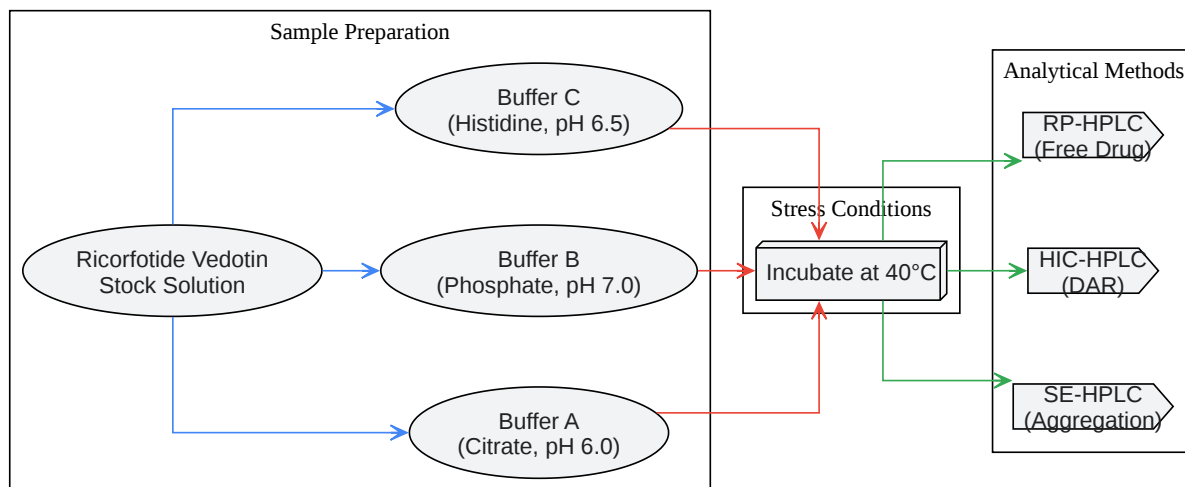 Sample Preparation
Buffer C
(Histidine, pH 6.5)
Ricorfotide Vedotin
Stock Solution
Buffer B
(Phosphate, pH 7.0)
Buffer A
(Citrate, pH 6.0)
Stress Conditions
Incubate at 40°C
Analytical Methods
RP-HPLC
(Free Drug)
HIC-HPLC
(DAR)
SE-HPLC
(Aggregation)